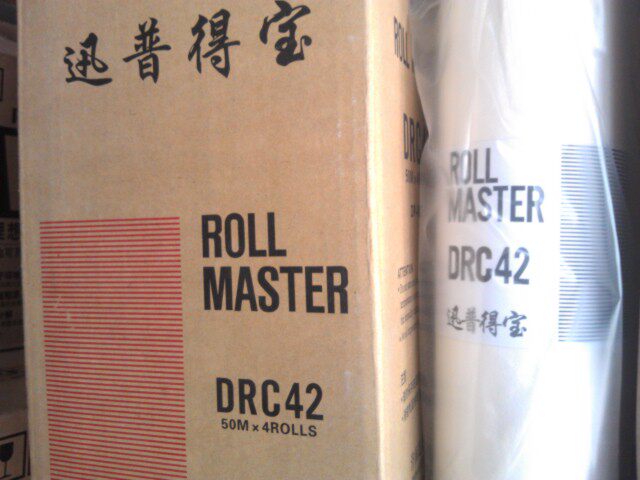 迅普得宝
ROLL
MASTER
DRC42
50M × 4ROLLS
ROLL
MASTER
DRC42
迅普得宝